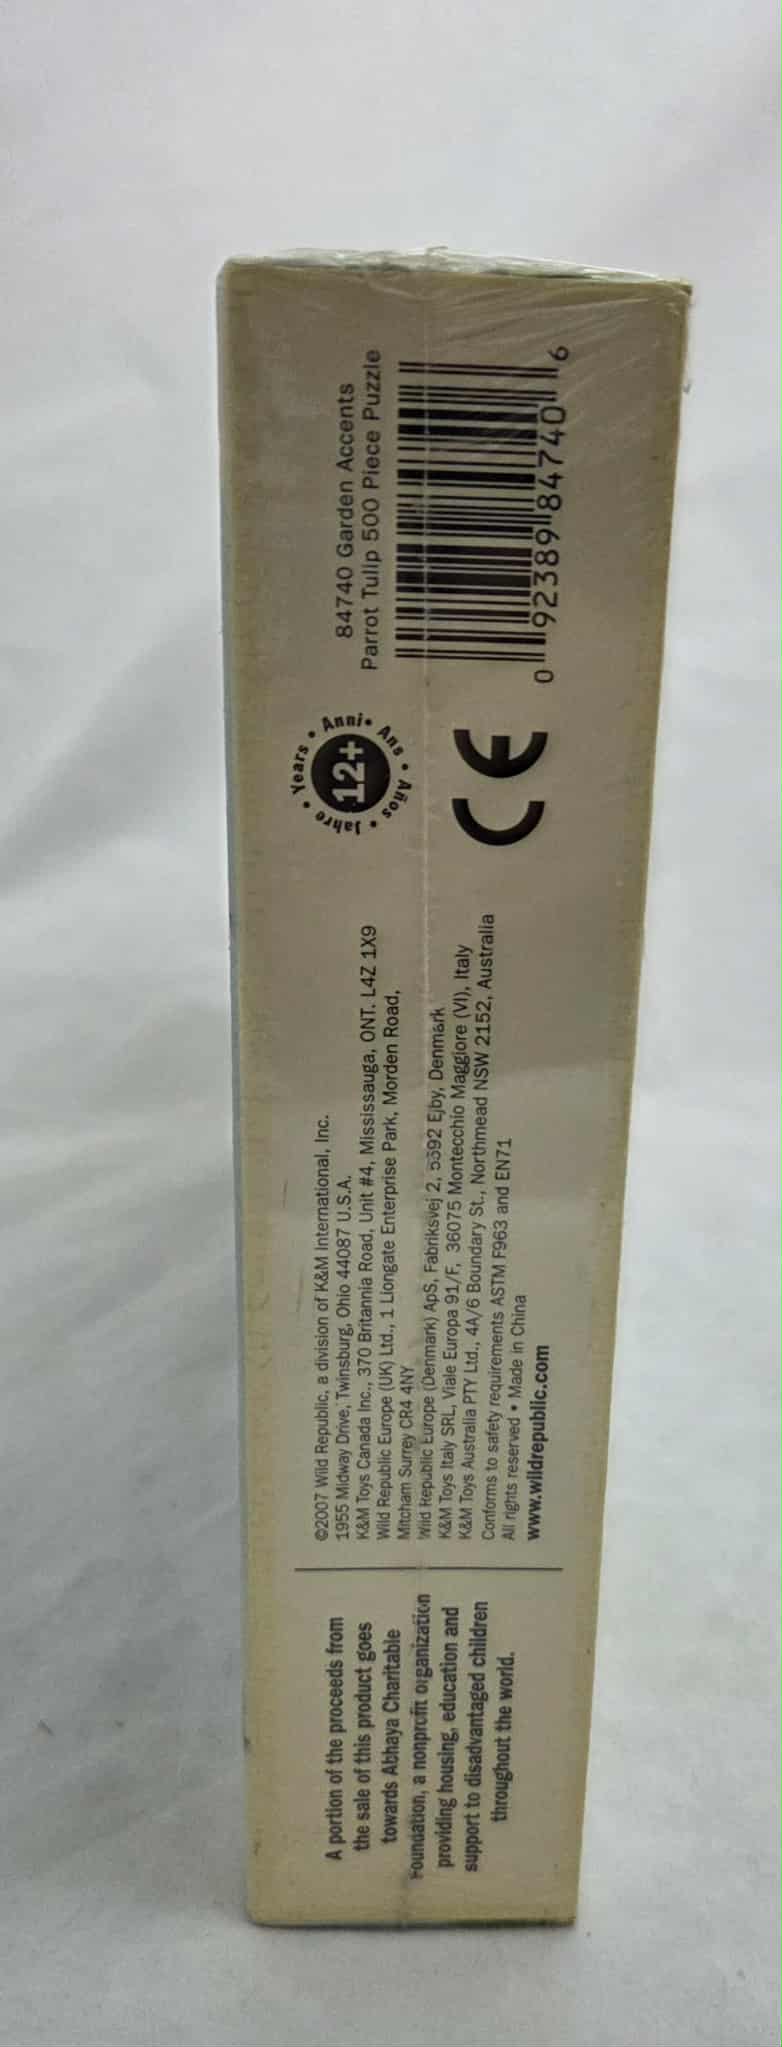 A portion of the proceeds from
the sale of this product goes
towards Abhaya Charitable
Foundation, a nonprofit organization
providing housing, education and
support to disadvantaged children
throughout the world.
©2007 Wild Republic, a division of K&M International, Inc.
1955 Midway Drive, Twinsburg, Ohio 44087 U.S.A.
K&M Toys Canada Inc., 370 Britannia Road, Unit #4, Mississauga, ONT. L4Z 1X9
Wild Republic Europe (UK) Ltd., 1 Liongate Enterprise Park, Morden Road,
Mitcham Surrey CR4 4NY
Wild Republic Europe (Denmark) ApS, Fabriksvej 2, 5592 Ejby, Denmark
K&M Toys Italy SRL, Viale Europa 91/F, 36075 Montecchio Maggiore (VI), Italy
K&M Toys Australia PTY Ltd., 4A/6 Boundary St., Northmead NSW 2152, Australia
Conforms to safety requirements ASTM F963 and EN71
All rights reserved • Made in China
www.wildrepublic.com
Jahre • Years • Anni • Ans • Años •
12+
CE
84740 Garden Accents
Parrot Tulip 500 Piece Puzzle
0 92389 84740 6